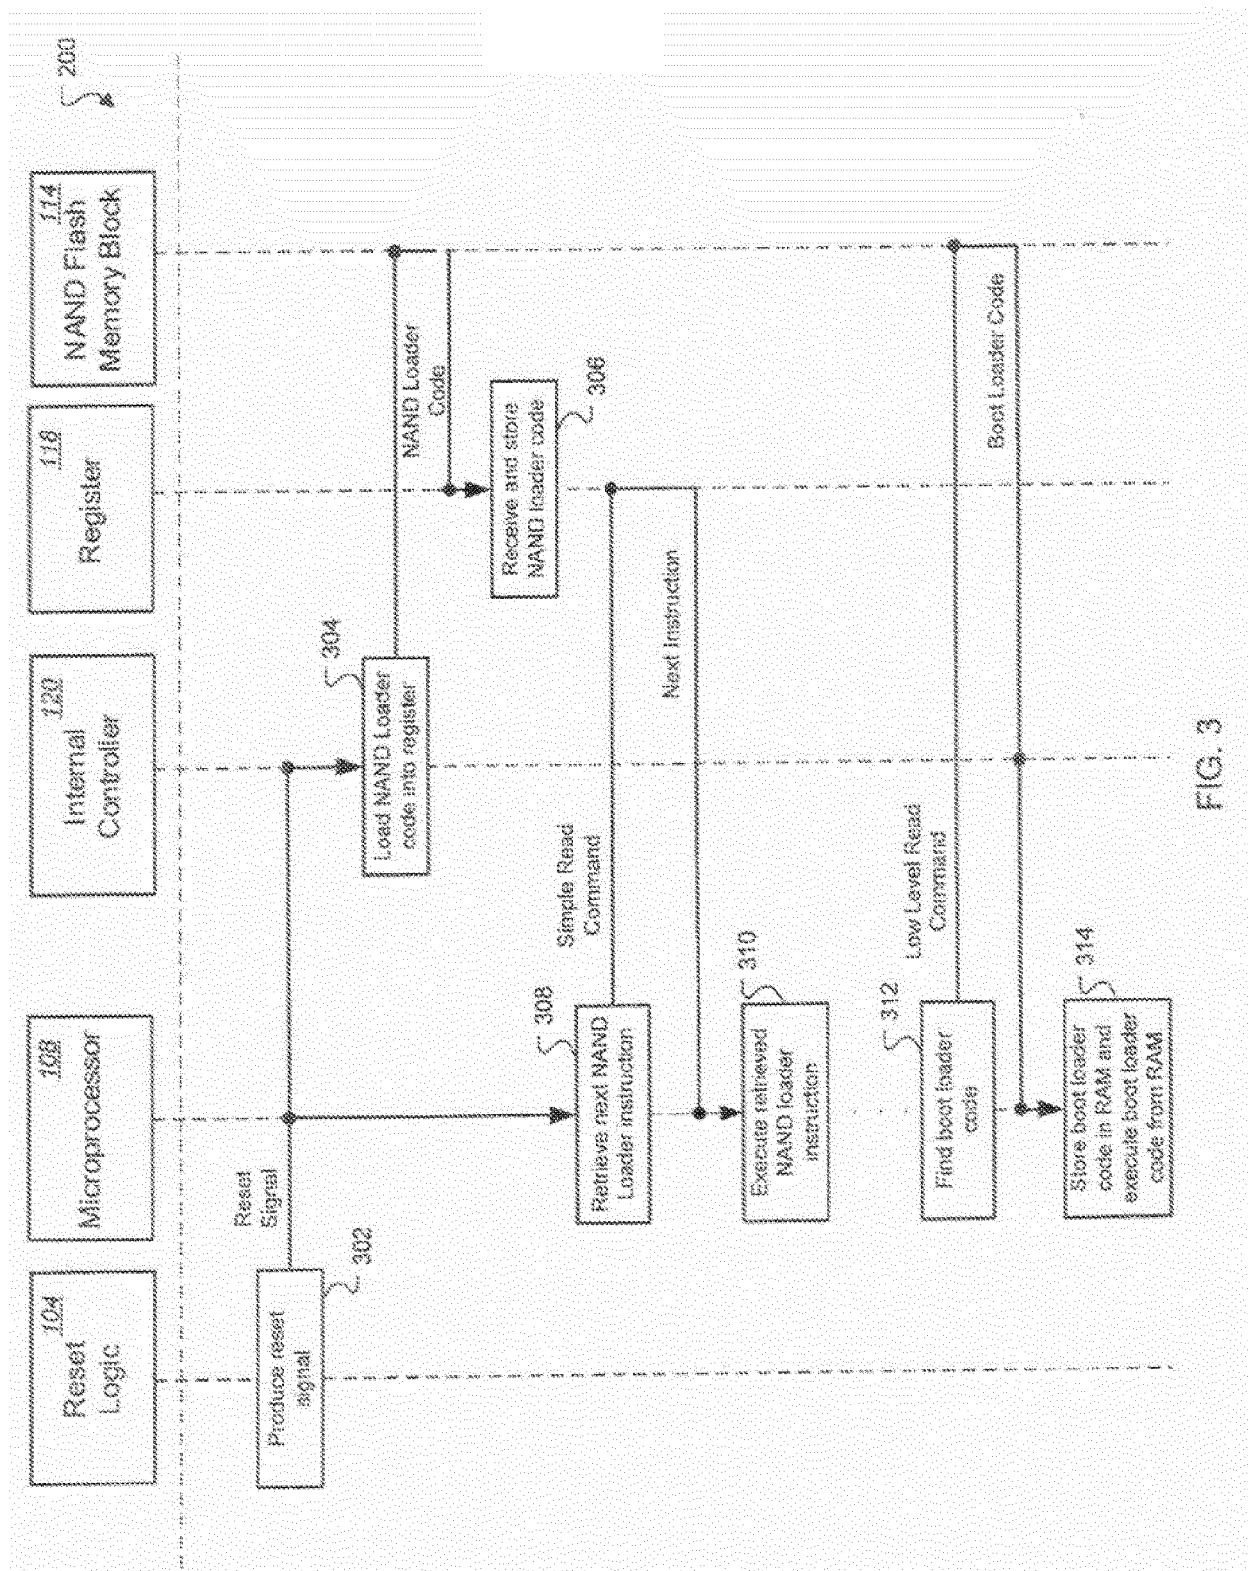 200
104
Reset
Logic
108
Microprocessor
120
Internal
Controller
118
Register
114
NAND Flash
Memory Block
Produce reset
signal
302
Reset
Signal
304
Load NAND Loader
code into register
NAND Loader
Code
Receive and store
NAND loader code
306
308
Retrieve next NAND
Loader instruction
Simple Read
Command
Next Instruction
310
Execute retrieved
NAND loader
instruction
312
Find boot loader
code
Low Level Read
Command
Boot Loader Code
314
Store boot loader
code in RAM and
execute boot loader
code from RAM
FIG. 3